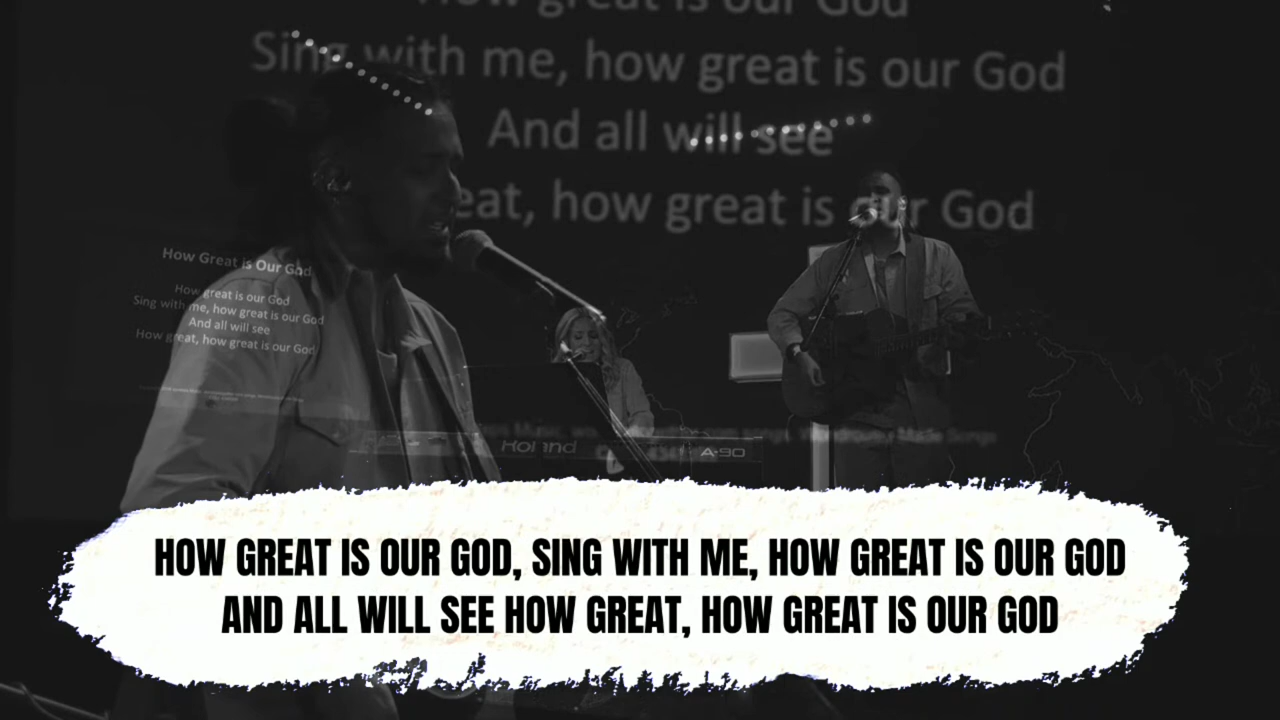 How great is our God
Sing with me, how great is our God
And all will see
eat, how great is our God
How Great is Our God
How great is our God
Sing with me, how great is our God
And all will see
How great, how great is our God
Roland
A-90
HOW GREAT IS OUR GOD, SING WITH ME, HOW GREAT IS OUR GOD
AND ALL WILL SEE HOW GREAT, HOW GREAT IS OUR GOD